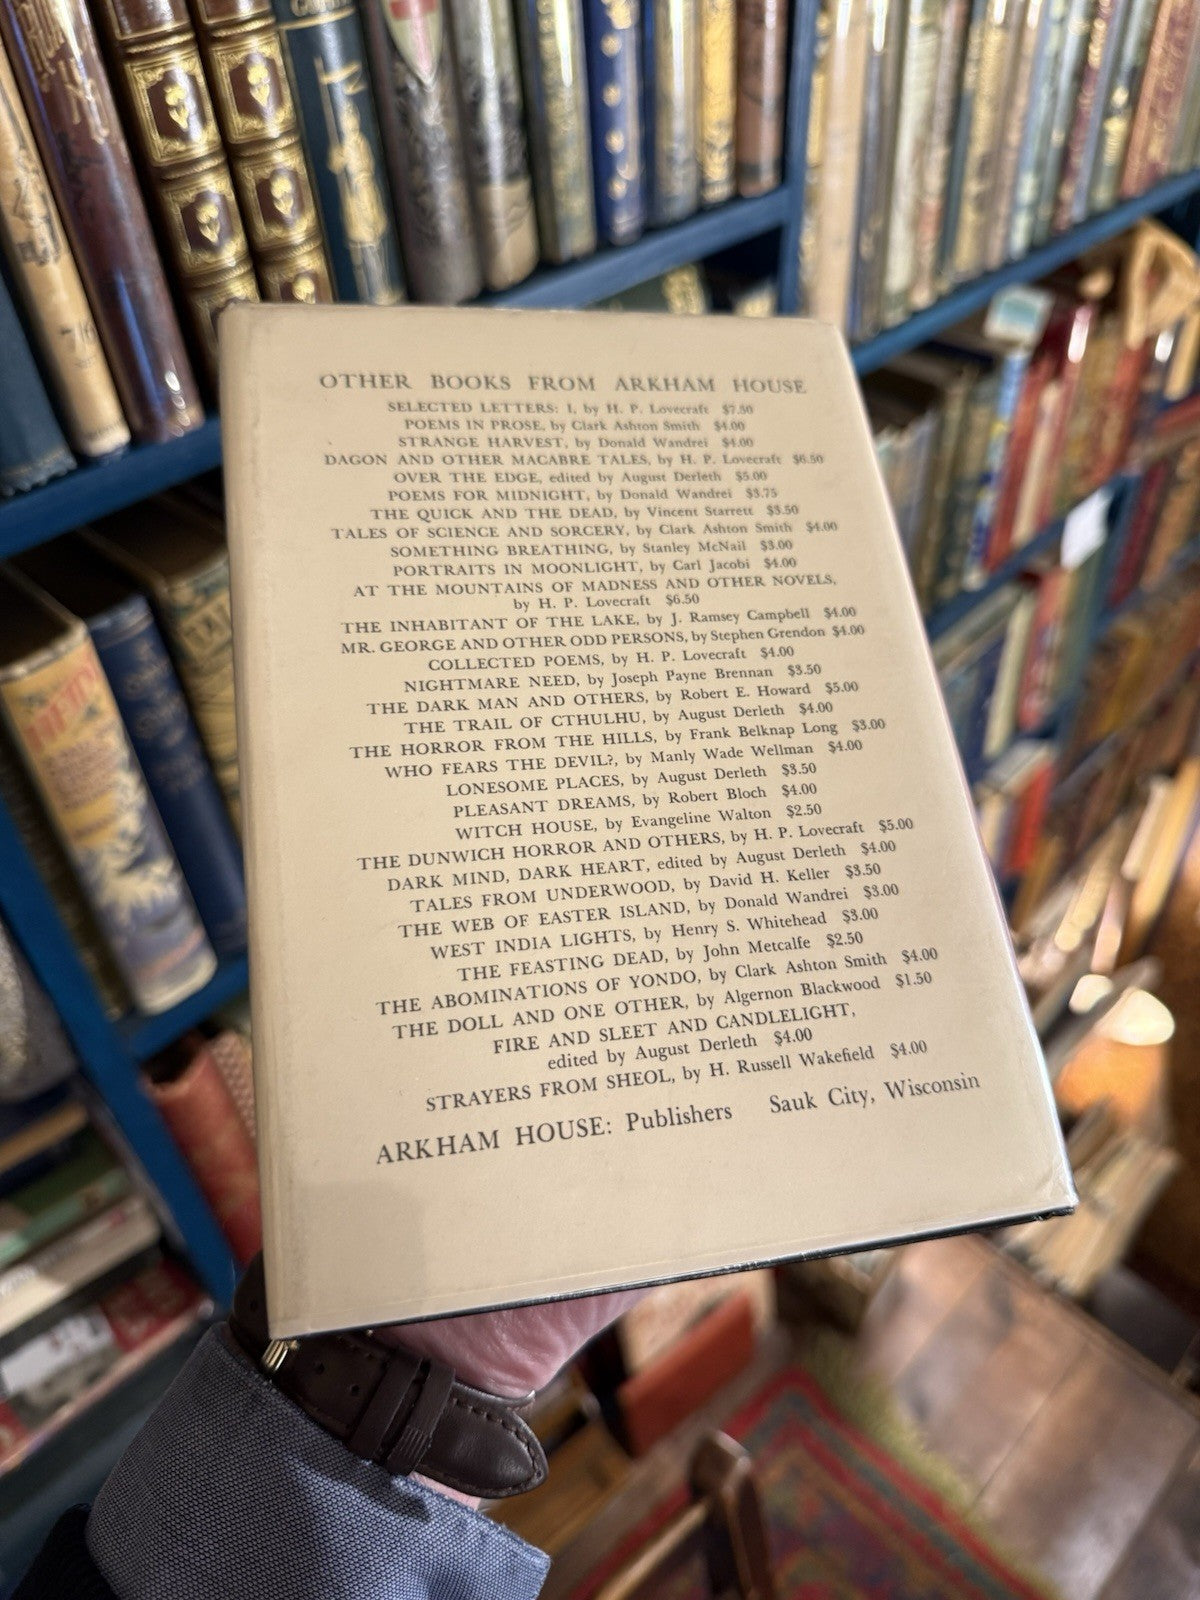 OTHER BOOKS FROM ARKHAM HOUSE
SELECTED LETTERS: I, by H. P. Lovecraft $7.50
POEMS IN PROSE, by Clark Ashton Smith $4.00
STRANGE HARVEST, by Donald Wandrei $4.00
DAGON AND OTHER MACABRE TALES, by H. P. Lovecraft $6.50
OVER THE EDGE, edited by August Derleth $5.00
POEMS FOR MIDNIGHT, by Donald Wandrei $3.75
THE QUICK AND THE DEAD, by Vincent Starrett $3.50
TALES OF SCIENCE AND SORCERY, by Clark Ashton Smith $4.00
SOMETHING BREATHING, by Stanley McNail $3.00
PORTRAITS IN MOONLIGHT, by Carl Jacobi $4.00
AT THE MOUNTAINS OF MADNESS AND OTHER NOVELS,
by H. P. Lovecraft $6.50
THE INHABITANT OF THE LAKE, by J. Ramsey Campbell $4.00
MR. GEORGE AND OTHER ODD PERSONS, by Stephen Grendon $4.00
COLLECTED POEMS, by H. P. Lovecraft $4.00
NIGHTMARE NEED, by Joseph Payne Brennan $3.50
THE DARK MAN AND OTHERS, by Robert E. Howard $5.00
THE TRAIL OF CTHULHU, by August Derleth $4.00
THE HORROR FROM THE HILLS, by Frank Belknap Long $3.00
WHO FEARS THE DEVIL?, by Manly Wade Wellman $4.00
LONESOME PLACES, by August Derleth $3.50
PLEASANT DREAMS, by Robert Bloch $4.00
WITCH HOUSE, by Evangeline Walton $2.50
THE DUNWICH HORROR AND OTHERS, by H. P. Lovecraft $5.00
DARK MIND, DARK HEART, edited by August Derleth $4.00
TALES FROM UNDERWOOD, by David H. Keller $3.50
THE WEB OF EASTER ISLAND, by Donald Wandrei $3.00
WEST INDIA LIGHTS, by Henry S. Whitehead $3.00
THE FEASTING DEAD, by John Metcalfe $2.50
THE ABOMINATIONS OF YONDO, by Clark Ashton Smith $4.00
THE DOLL AND ONE OTHER, by Algernon Blackwood $1.50
FIRE AND SLEET AND CANDLELIGHT,
edited by August Derleth $4.00
STRAYERS FROM SHEOL, by H. Russell Wakefield $4.00
ARKHAM HOUSE: Publishers Sauk City, Wisconsin